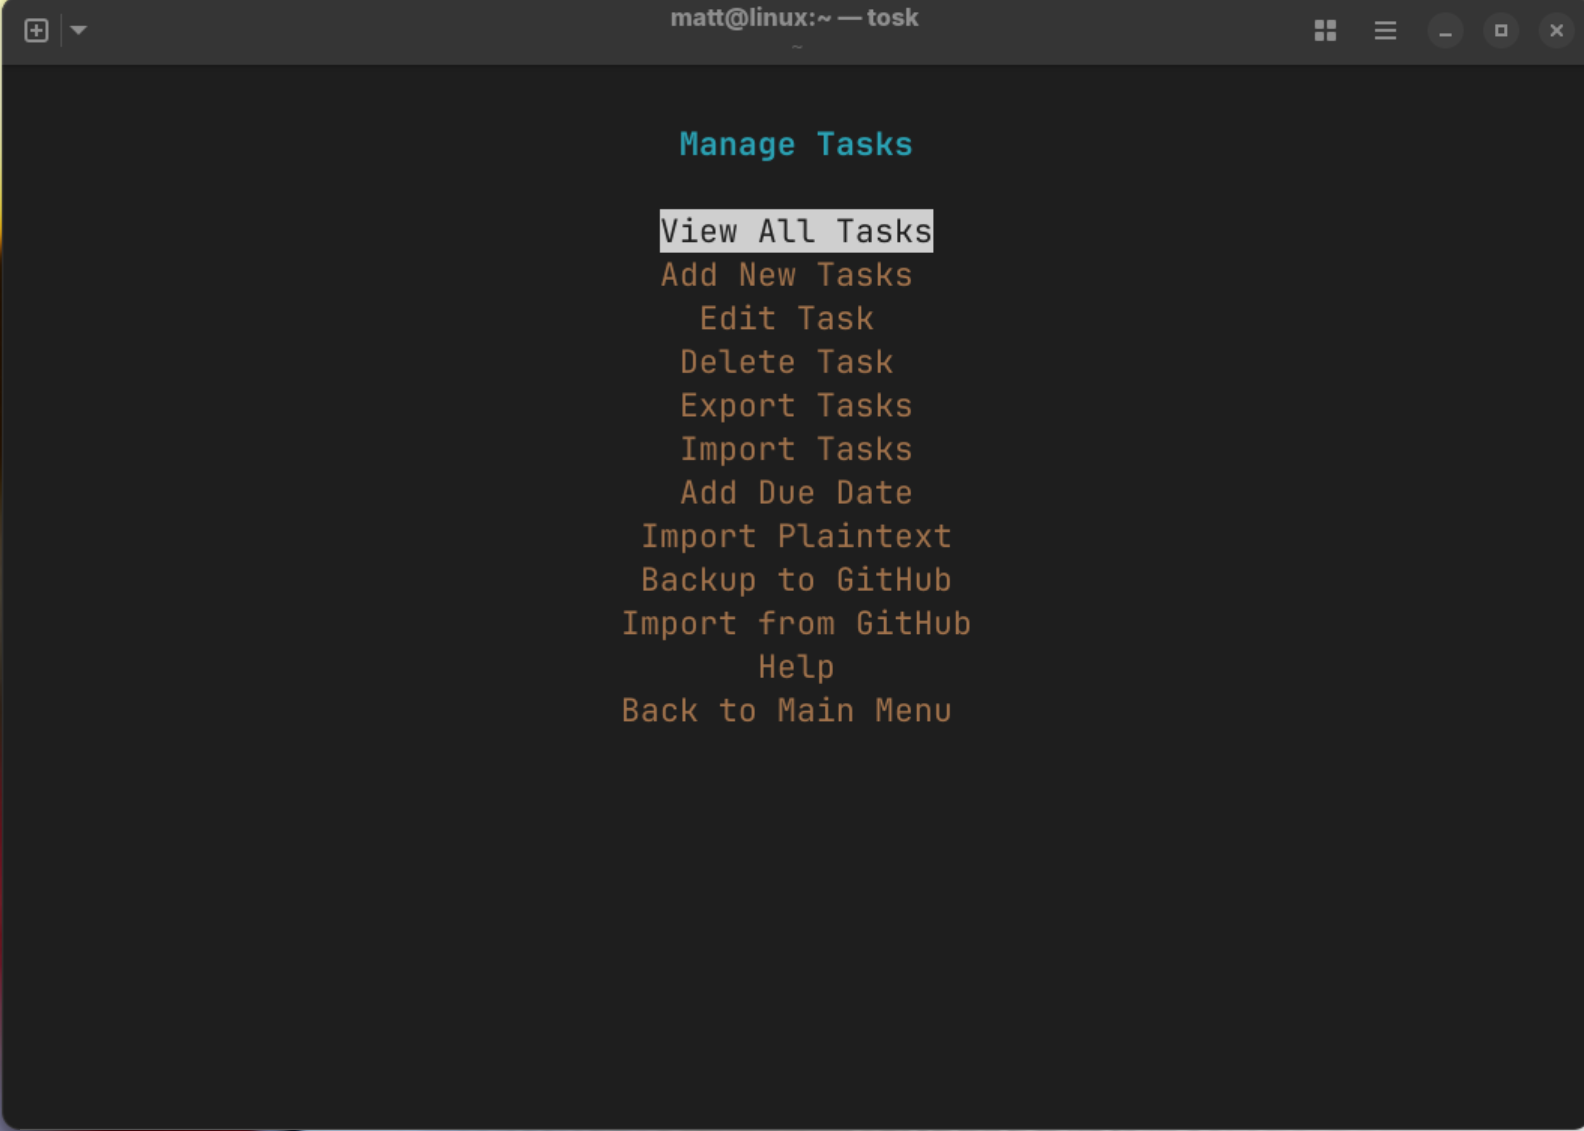 matt@linux:~ — tosk
~
Manage Tasks
View All Tasks
Add New Tasks
Edit Task
Delete Task
Export Tasks
Import Tasks
Add Due Date
Import Plaintext
Backup to GitHub
Import from GitHub
Help
Back to Main Menu